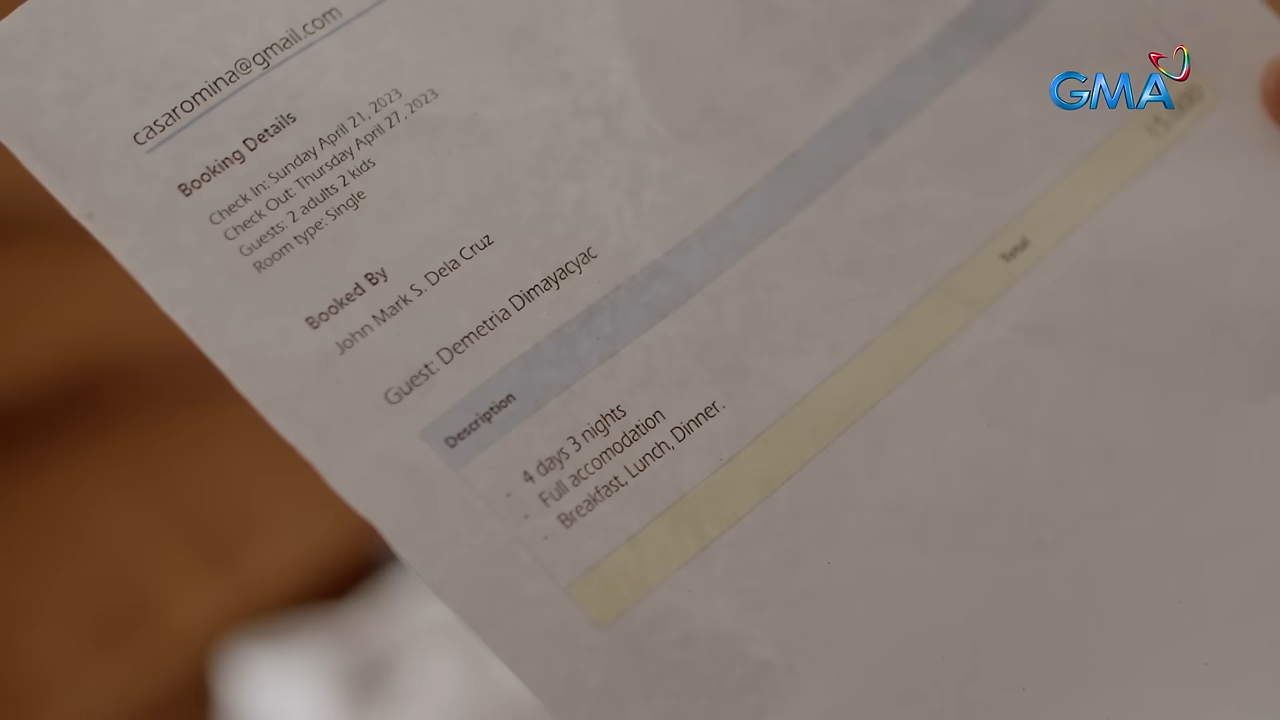 GMA
casaromina@gmail.com
Booking Details
Check In: Sunday April 21, 2023
Check Out: Thursday April 27, 2023
Guests: 2 adults 2 kids
Room type: Single
Booked By
John Mark S. Dela Cruz
Guest: Demetria Dimayacyac
Description
- 4 days 3 nights
- Full accomodation
- Breakfast, Lunch, Dinner.
Total